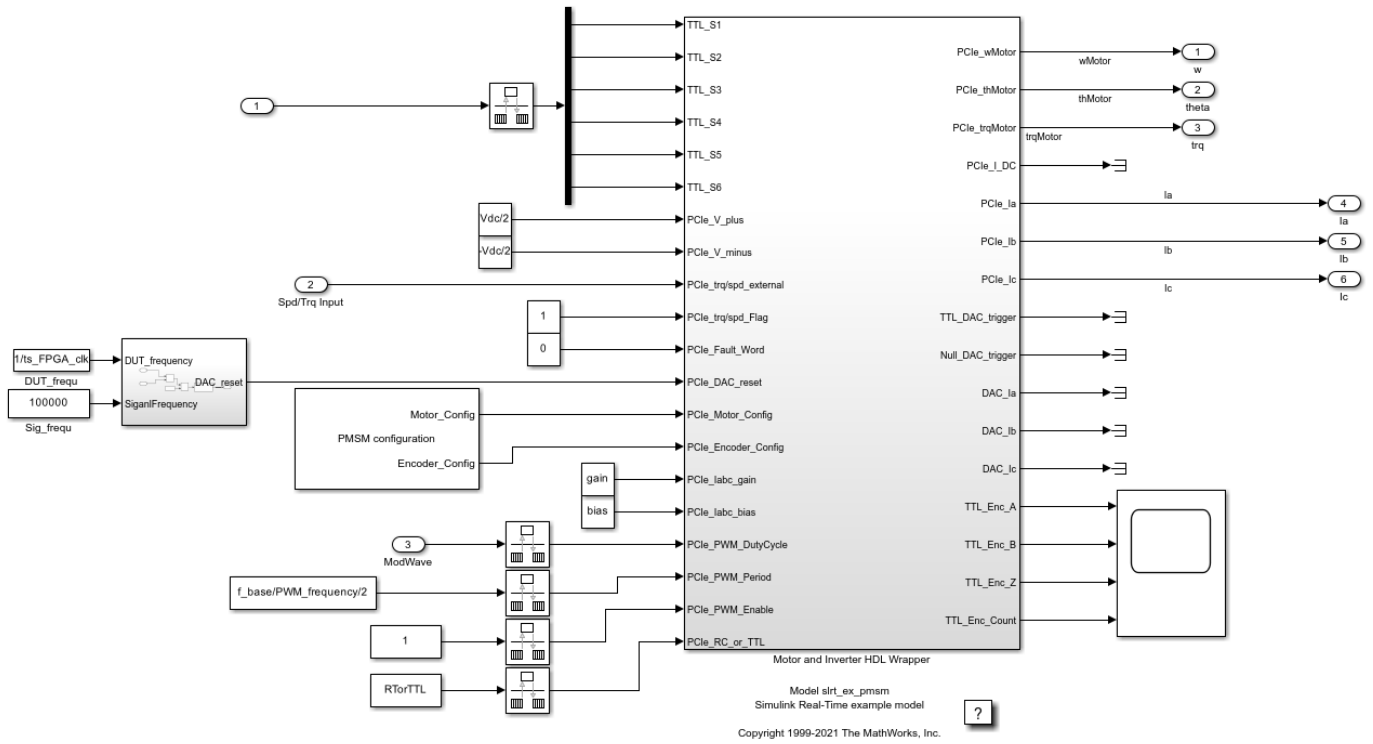 TTL_S1
TTL_S2
TTL_S3
TTL_S4
TTL_S5
TTL_S6
PCIe_V_plus
PCIe_V_minus
PCIe_trq/spd_external
PCIe_trq/spd_Flag
PCIe_Fault_Word
PCIe_DAC_reset
PCIe_Motor_Config
PCIe_Encoder_Config
PCIe_Iabc_gain
PCIe_Iabc_bias
PCIe_PWM_DutyCycle
PCIe_PWM_Period
PCIe_PWM_Enable
PCIe_RC_or_TTL
PCIe_wMotor
PCIe_thMotor
PCIe_trqMotor
PCIe_I_DC
PCIe_Ia
PCIe_Ib
PCIe_Ic
TTL_DAC_trigger
Null_DAC_trigger
DAC_Ia
DAC_Ib
DAC_Ic
TTL_Enc_A
TTL_Enc_B
TTL_Enc_Z
TTL_Enc_Count
1
Vdc/2
-Vdc/2
2
Spd/Trq Input
1
0
1/ts_FPGA_clk
DUT_frequ
100000
Sig_frequ
DUT_frequency
DAC_reset
SiganlFrequency
Motor_Config
PMSM configuration
Encoder_Config
gain
bias
3
ModWave
f_base/PWM_frequency/2
1
RTorTTL
wMotor
1
w
thMotor
2
theta
trqMotor
3
trq
Ia
4
Ia
Ib
5
Ib
Ic
6
Ic
Motor and Inverter HDL Wrapper
Model slrt_ex_pmsm
Simulink Real-Time example model
?
Copyright 1999-2021 The MathWorks, Inc.